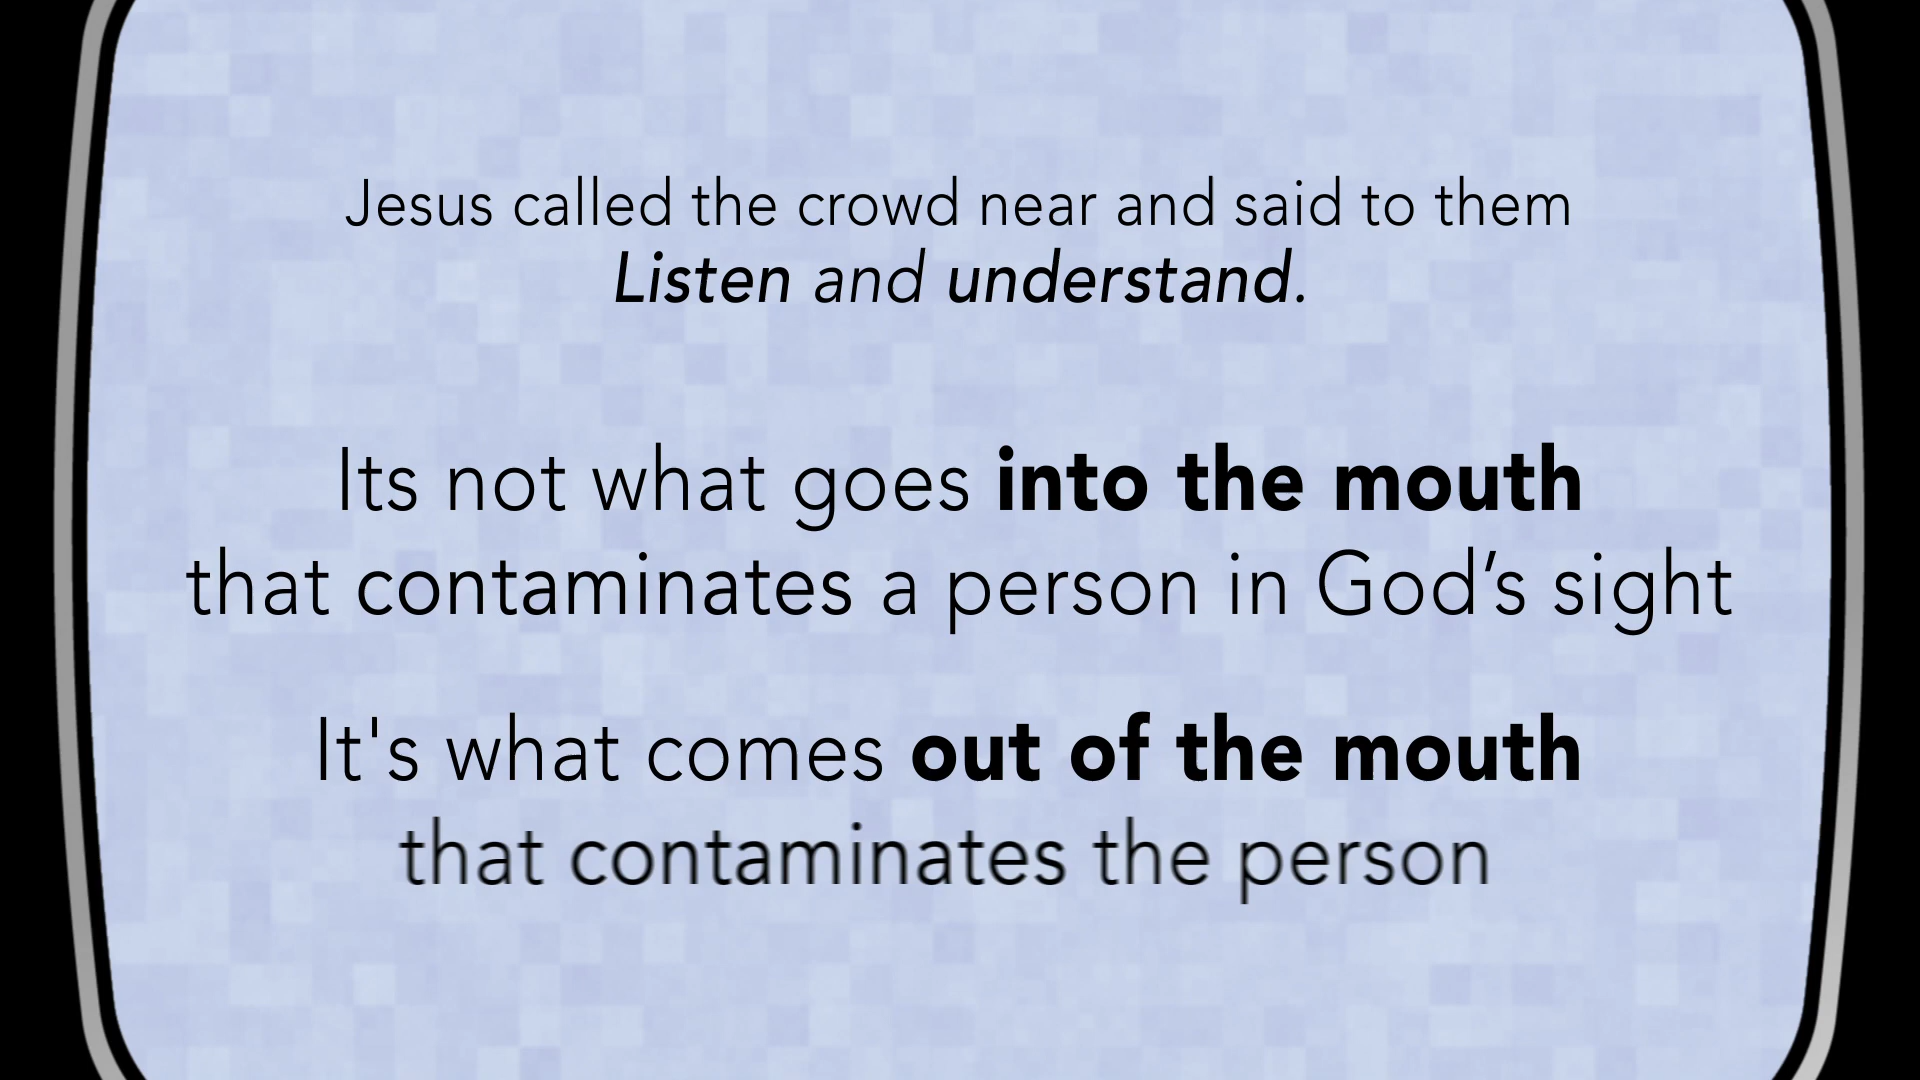 Jesus called the crowd near and said to them
Listen and understand.
Its not what goes into the mouth
that contaminates a person in God’s sight
It's what comes out of the mouth
that contaminates the person